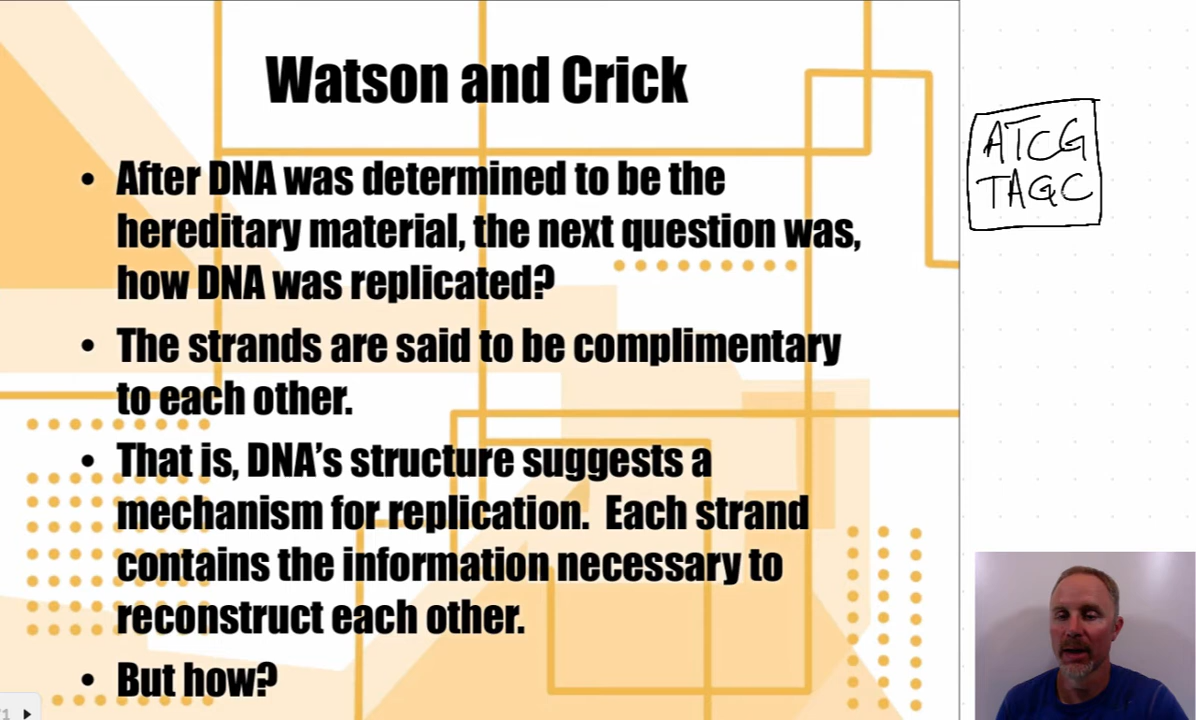 Watson and Crick
• After DNA was determined to be the
hereditary material, the next question was,
how DNA was replicated?
• The strands are said to be complimentary
to each other.
• That is, DNA’s structure suggests a
mechanism for replication.  Each strand
contains the information necessary to
reconstruct each other.
• But how?
ATCG
TAGC